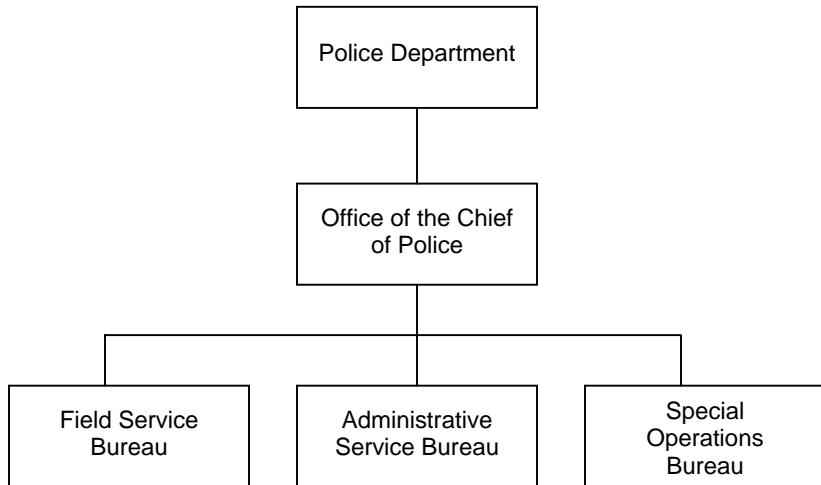 Police Department
Office of the Chief
of Police
Field Service
Bureau
Administrative
Service Bureau
Special
Operations
Bureau